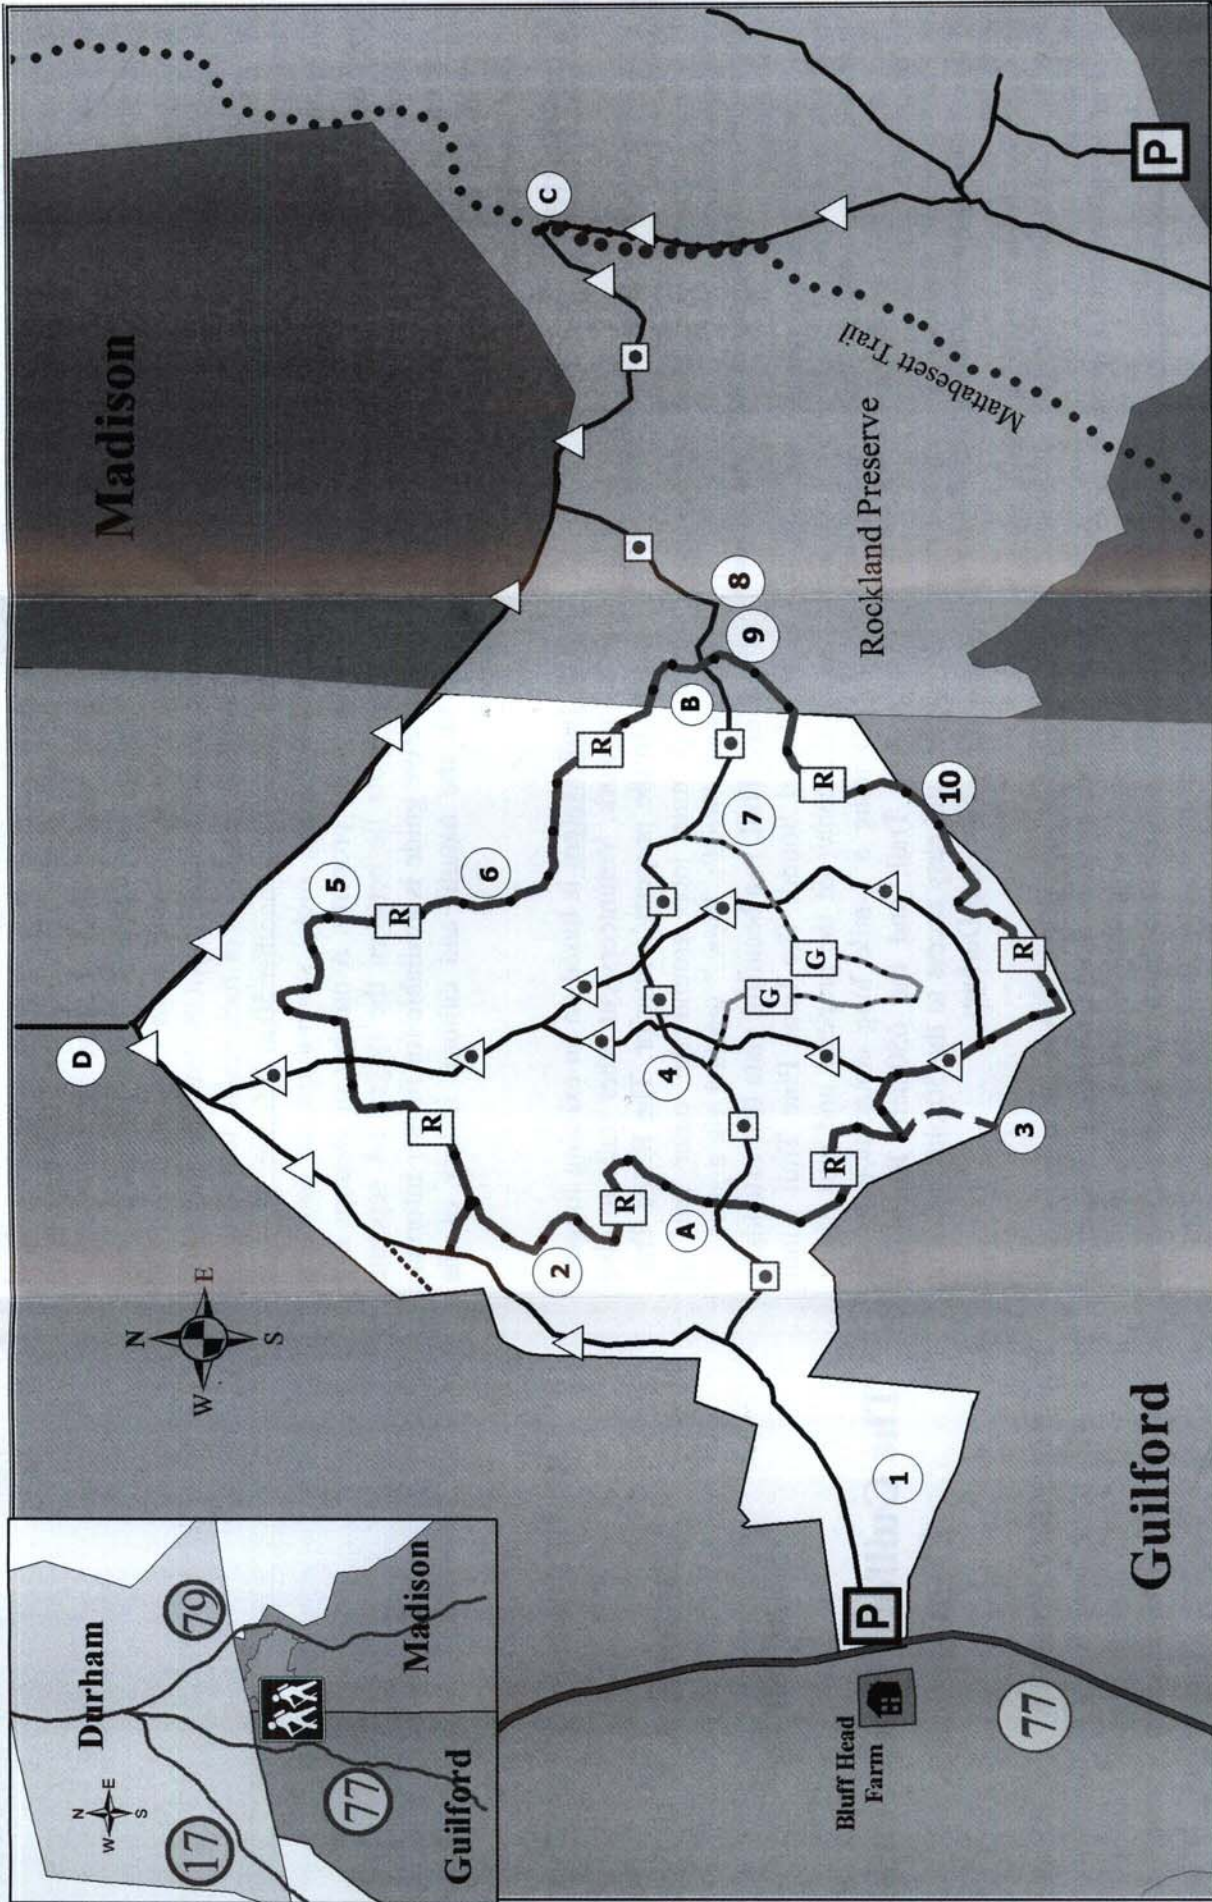 Durham
N
W
E
S
17
79
77
Guilford
Madison
N
W
E
S
D
5
6
2
R
R
R
R
A
4
7
B
8
9
10
R
R
R
G
G
3
1
C
P
Madison
Rockland Preserve
Mattabesett Trail
Bluff Head
Farm
P
77
Guilford